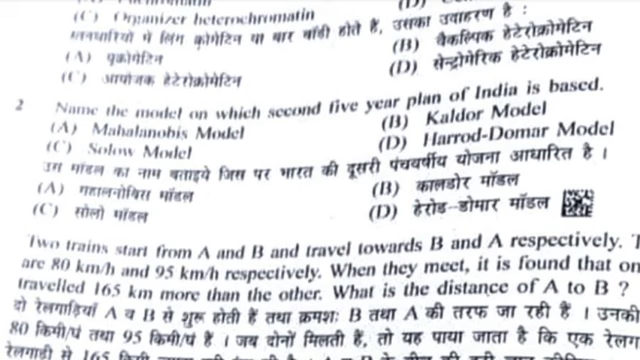 (C) Organizer heterochromatin
स्तनधारियों में लिंग क्रोमेटिन या बार बॉडी होते हैं, उसका उदाहरण है :
(A) यूक्रोमेटिन
(B) वैकल्पिक हेटेरोक्रोमेटिन
(C) आयोजक हेटेरोक्रोमेटिन
(D) सेन्ट्रोमेरिक हेटेरोक्रोमेटिन
2 Name the model on which second five year plan of India is based.
(A) Mahalanobis Model
(B) Kaldor Model
(C) Solow Model
(D) Harrod-Domar Model
उस मॉडल का नाम बताइये जिस पर भारत की दूसरी पंचवर्षीय योजना आधारित है ।
(A) महालनोबिस मॉडल
(B) कालडोर मॉडल
(C) सोलो मॉडल
(D) हेरोड-डोमार मॉडल
Two trains start from A and B and travel towards B and A respectively.
are 80 km/h and 95 km/h respectively. When they meet, it is found that on
travelled 165 km more than the other. What is the distance of A to B ?
दो रेलगाड़ियाँ A व B से शुरू होती हैं तथा क्रमशः B तथा A की तरफ जा रही हैं । उनकी
80 किमी/घं तथा 95 किमी/घं हैं । जब दोनों मिलती हैं, तो यह पाया जाता है कि एक रेलग
रेलगाड़ी से 165 किमी